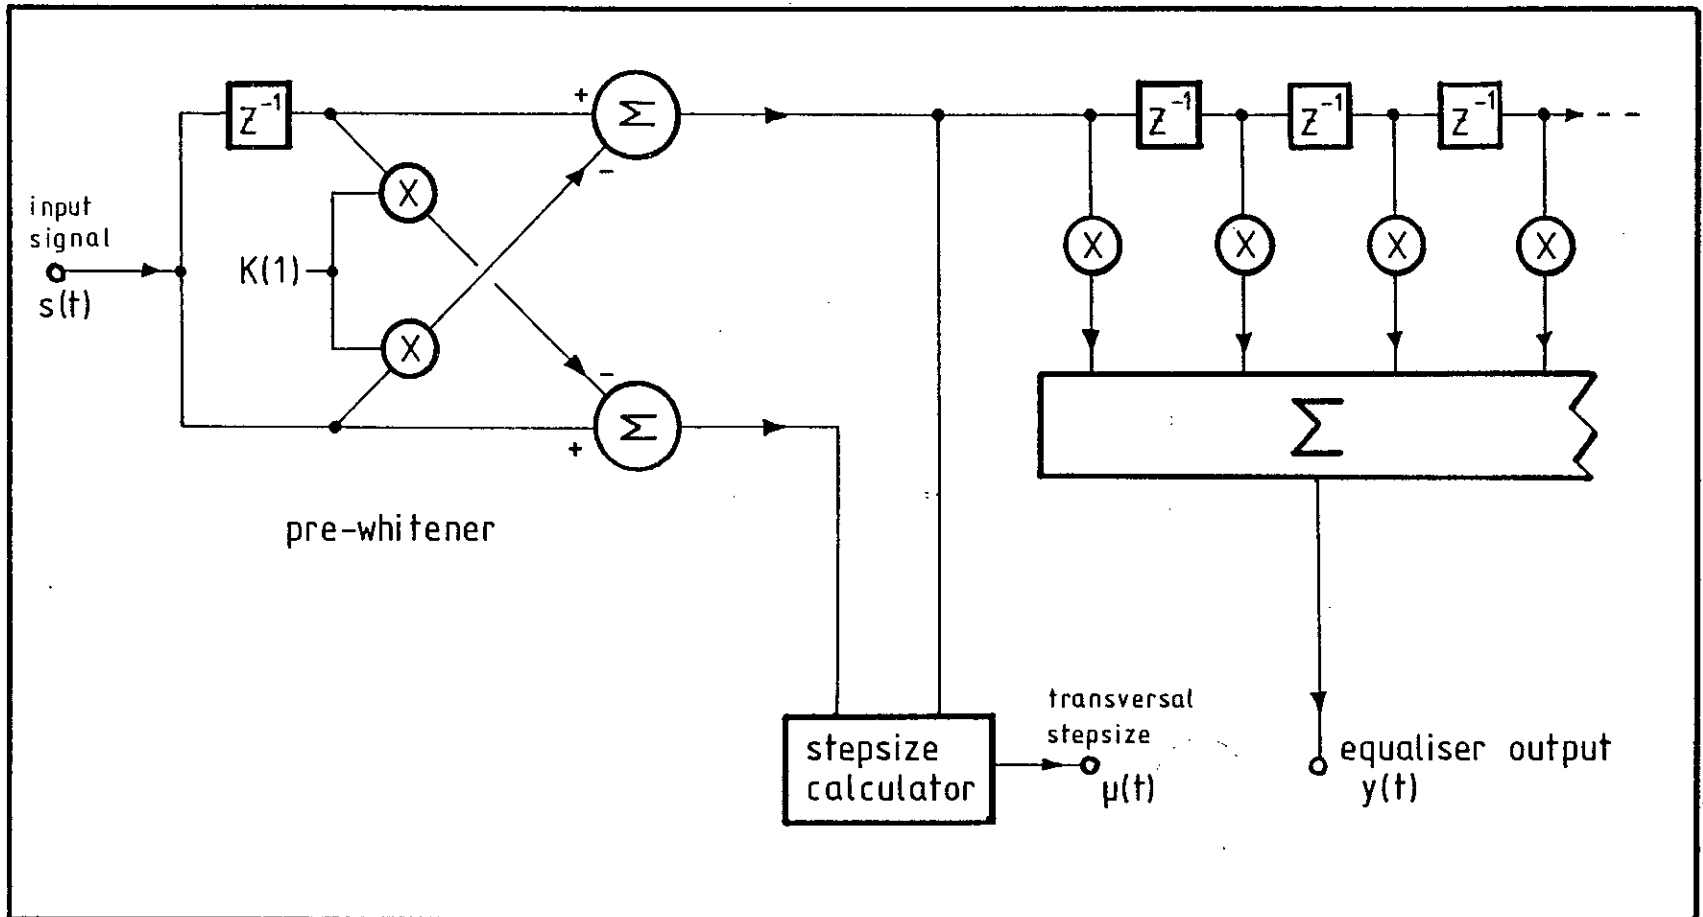 Z⁻¹
+
Σ
-
Z⁻¹
Z⁻¹
Z⁻¹
- -
X
input
signal
s(t)
K(1)
X
X
X
X
X
-
Σ
+
Σ
pre-whitener
stepsize
calculator
transversal
stepsize
μ(t)
equaliser output
y(t)